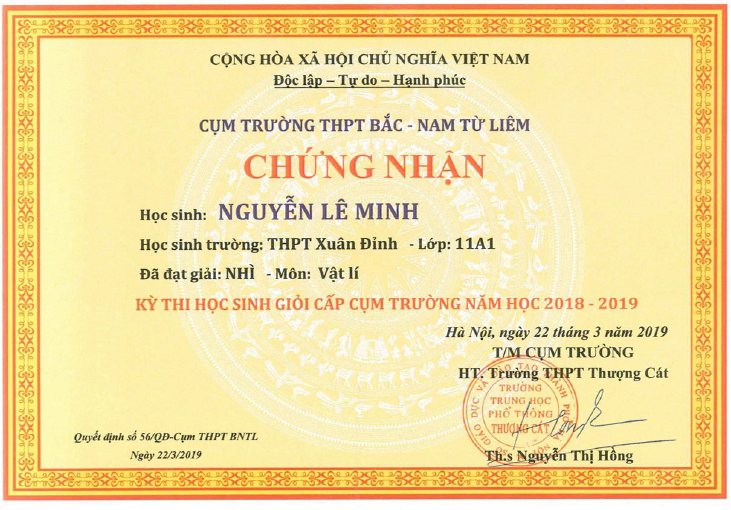 CỘNG HÒA XÃ HỘI CHỦ NGHĨA VIỆT NAM
Độc lập – Tự do – Hạnh phúc
CỤM TRƯỜNG THPT BẮC - NAM TỪ LIÊM
CHỨNG NHẬN
Học sinh: NGUYỄN LÊ MINH
Học sinh trường: THPT Xuân Đỉnh - Lớp: 11A1
Đã đạt giải: NHÌ - Môn: Vật lí
KỲ THI HỌC SINH GIỎI CẤP CỤM TRƯỜNG NĂM HỌC 2018 - 2019
Hà Nội, ngày 22 tháng 3 năm 2019
T/M CỤM TRƯỜNG
HT. Trường THPT Thượng Cát
TRƯỜNG
TRUNG HỌC
PHỔ THÔNG
THƯỢNG CÁT
Quyết định số 56/QĐ-Cụm THPT BNTL
Ngày 22/3/2019
Th.s Nguyễn Thị Hồng